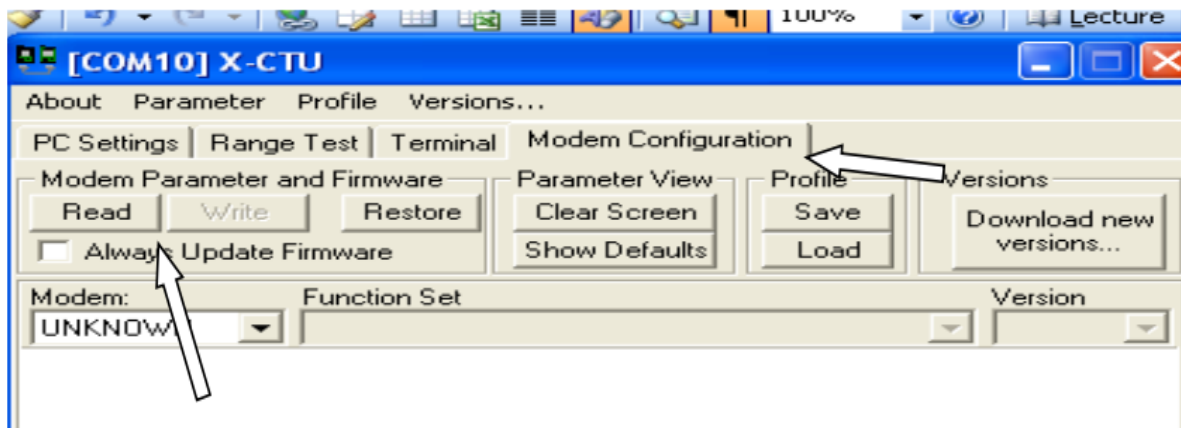 100% Lecture
[COM10] X-CTU
About Parameter Profile Versions...
PC Settings Range Test Terminal Modem Configuration
Modem Parameter and Firmware Parameter View Profile Versions
Read Write Restore Clear Screen Save Download new
Always Update Firmware Show Defaults Load versions...
Modem: Function Set Version